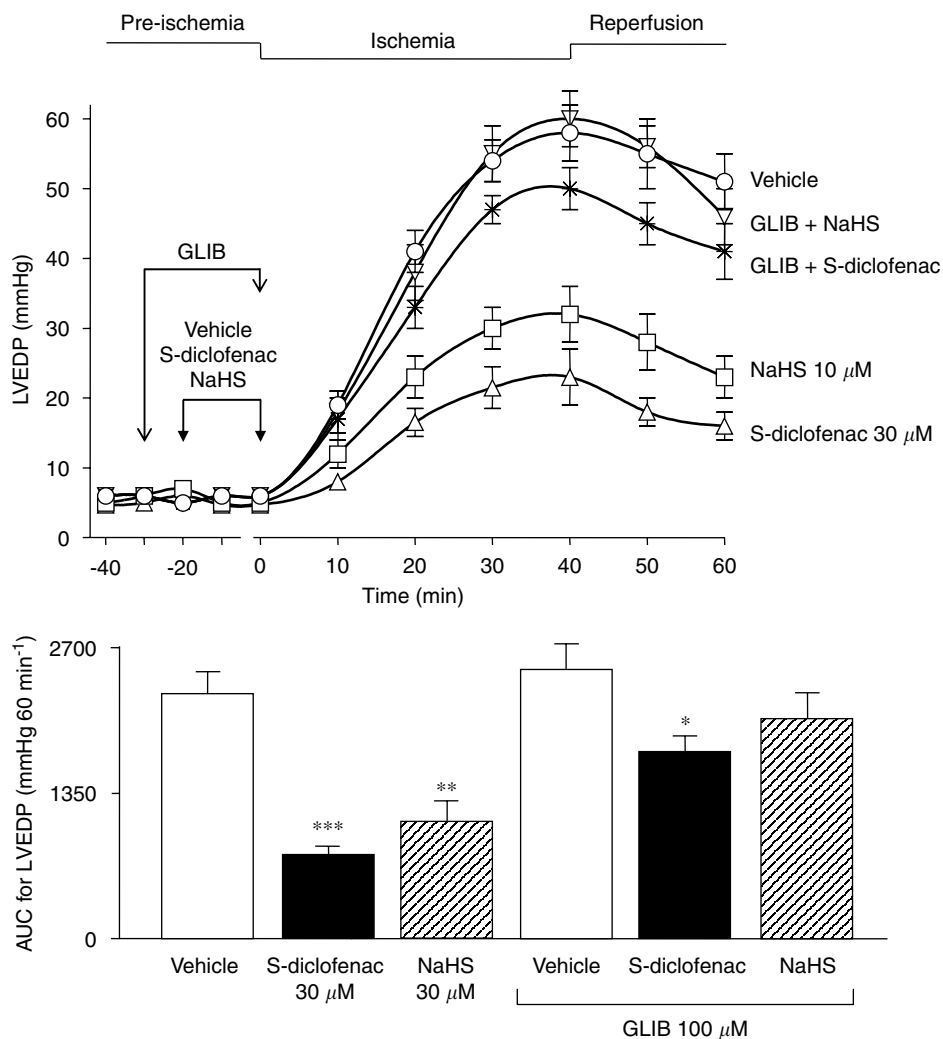 Pre-ischemia
Ischemia
Reperfusion
LVEDP (mmHg)
60
50
40
30
20
10
0
GLIB
Vehicle
S-diclofenac
NaHS
Vehicle
GLIB + NaHS
GLIB + S-diclofenac
NaHS 10 μM
S-diclofenac 30 μM
-40 -20 0 10 20 30 40 50 60
Time (min)
AUC for LVEDP (mmHg 60 min⁻¹)
2700
1350
0
***
**
*
Vehicle S-diclofenac NaHS Vehicle S-diclofenac NaHS
30 μM 30 μM
GLIB 100 μM